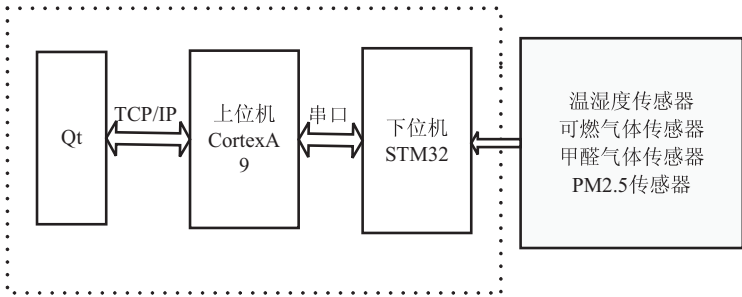 Qt
TCP/IP
上位机
CortexA
9
串口
下位机
STM32
温湿度传感器
可燃气体传感器
甲醛气体传感器
PM2.5传感器